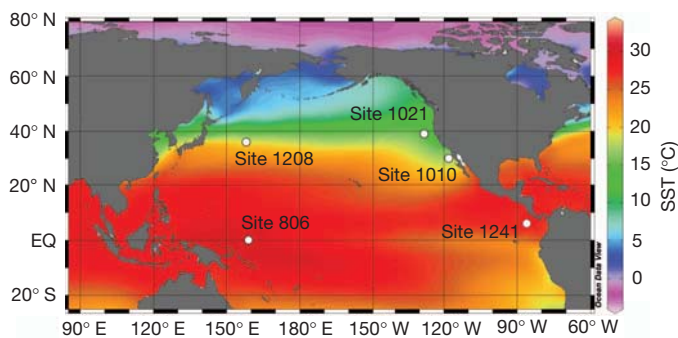 80° N
60° N
40° N
20° N
EQ
20° S
90° E 120° E 150° E 180° E 150° W 120° W 90° W 60° W
Site 1021
Site 1208
Site 1010
Site 806
Site 1241
Ocean Data View
30
25
20
15
10
5
0
SST (°C)